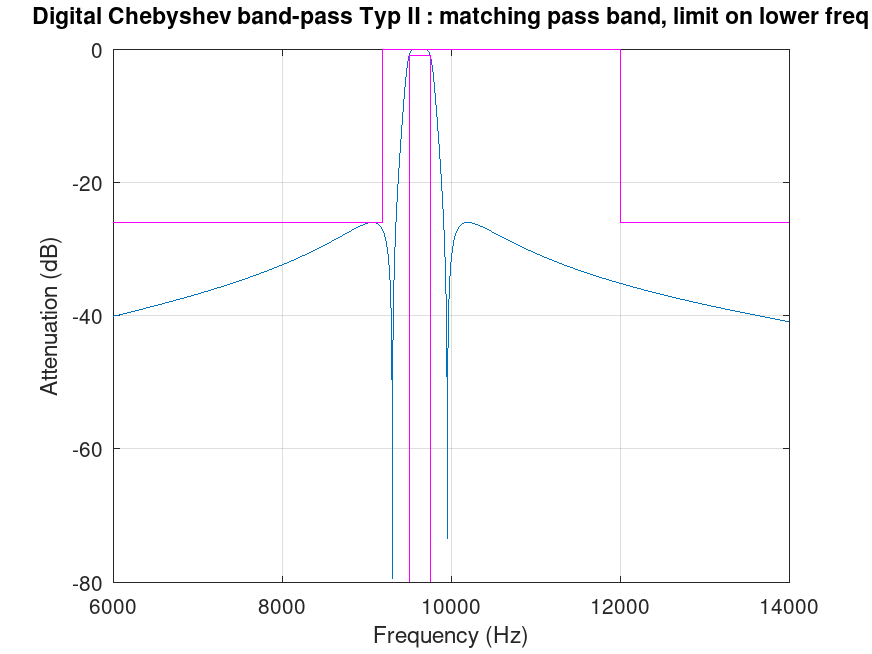 Digital Chebyshev band-pass Typ II : matching pass band, limit on lower freq
0
-20
-40
-60
-80
Attenuation (dB)
6000 8000 10000 12000 14000
Frequency (Hz)